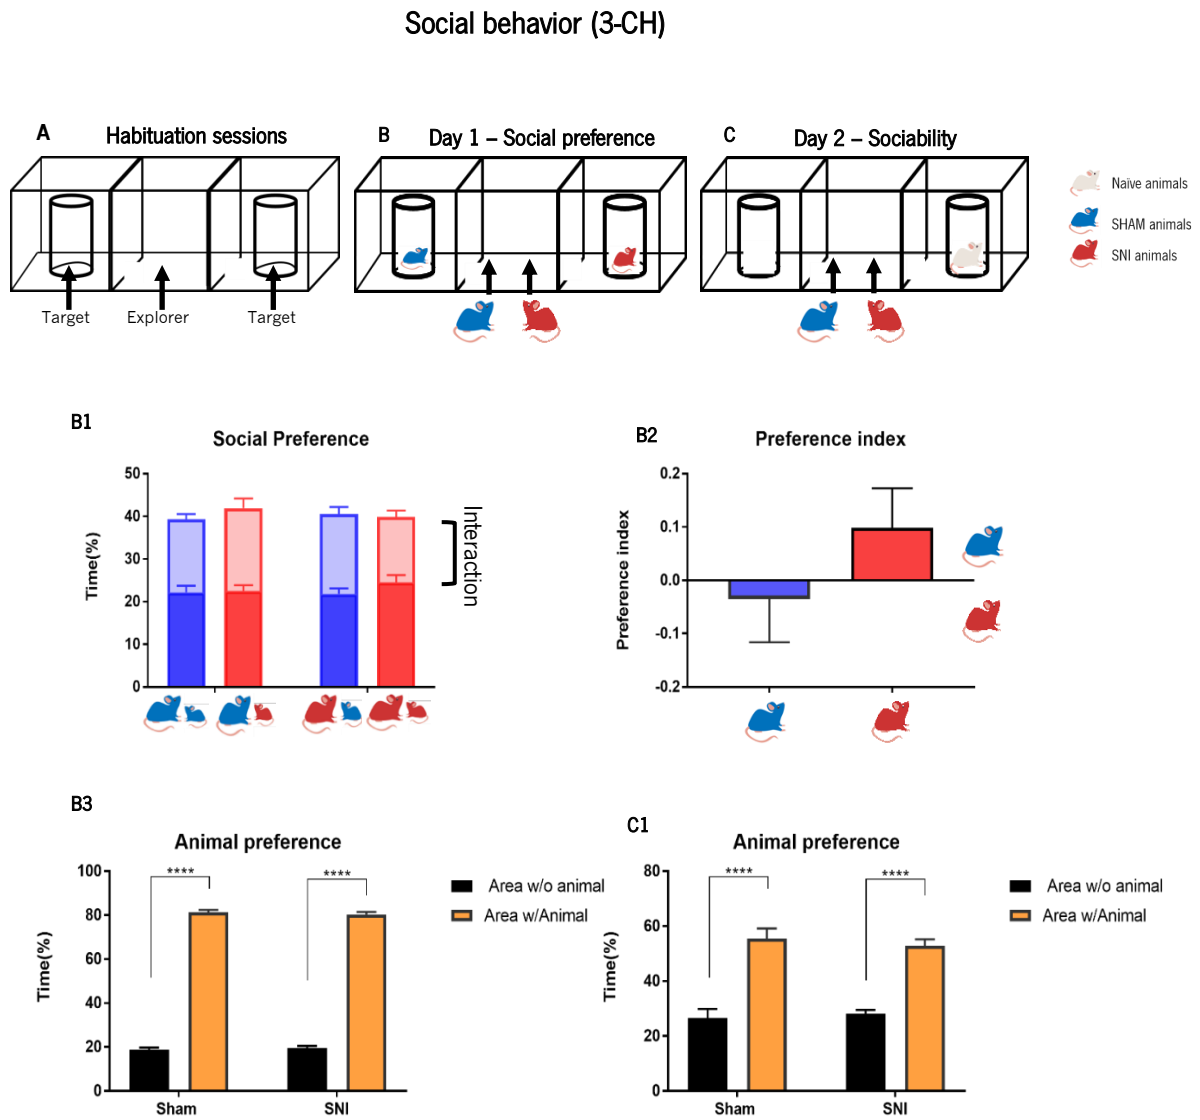 Social behavior (3-CH)
A
Habituation sessions
B
Day 1 – Social preference
C
Day 2 – Sociability
Naïve animals
SHAM animals
SNI animals
Target
Explorer
Target
B1
Social Preference
Time(%)
50
40
30
20
10
0
Interaction
B2
Preference index
Preference index
0.2
0.1
0.0
-0.1
-0.2
B3
Animal preference
Time(%)
100
80
60
40
20
0
****
****
Sham
SNI
Area w/o animal
Area w/Animal
C1
Animal preference
Time(%)
80
60
40
20
0
****
****
Sham
SNI
Area w/o animal
Area w/Animal